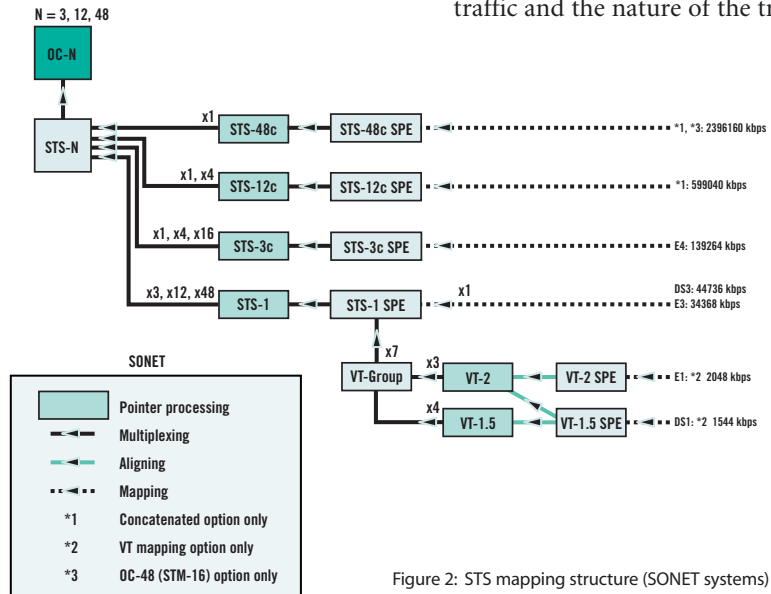 traffic and the nature of the tr
N = 3, 12, 48
OC-N
STS-N
x1
STS-48c
STS-48c SPE
*1, *3: 2396160 kbps
x1, x4
STS-12c
STS-12c SPE
*1: 599040 kbps
x1, x4, x16
STS-3c
STS-3c SPE
E4: 139264 kbps
x3, x12, x48
STS-1
STS-1 SPE
x1
DS3: 44736 kbps
E3: 34368 kbps
x7
VT-Group
x3
VT-2
VT-2 SPE
E1: *2 2048 kbps
x4
VT-1.5
VT-1.5 SPE
DS1: *2 1544 kbps
SONET
Pointer processing
Multiplexing
Aligning
Mapping
*1 Concatenated option only
*2 VT mapping option only
*3 OC-48 (STM-16) option only
Figure 2: STS mapping structure (SONET systems)